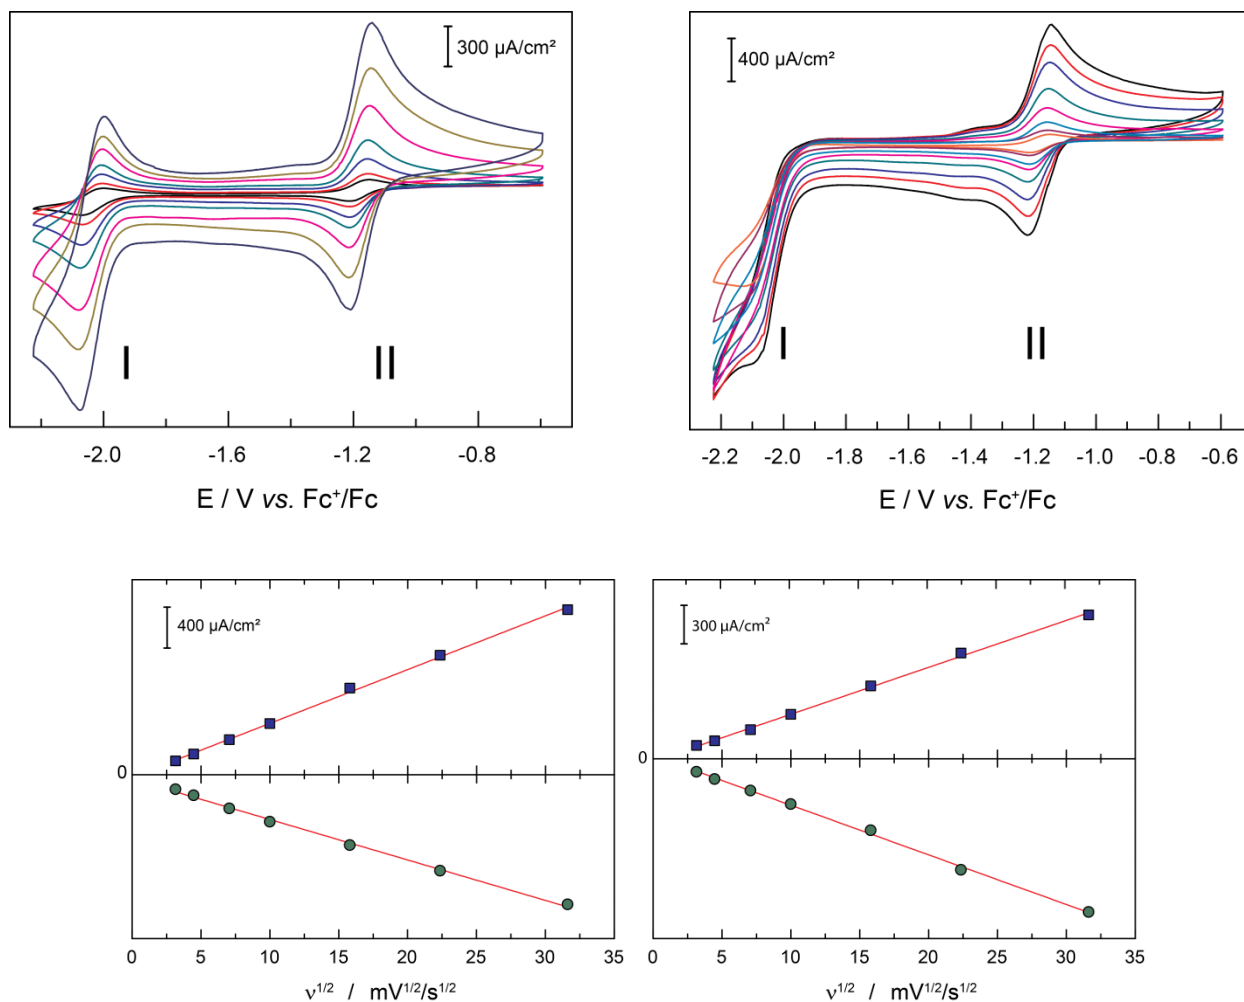 300 µA/cm²
I
II
-2.0 -1.6 -1.2 -0.8
E / V vs. Fc⁺/Fc
400 µA/cm²
I
II
-2.2 -2.0 -1.8 -1.6 -1.4 -1.2 -1.0 -0.8 -0.6
E / V vs. Fc⁺/Fc
400 µA/cm²
0
0 5 10 15 20 25 30 35
ν^1/2 / mV^1/2/s^1/2
300 µA/cm²
0
0 5 10 15 20 25 30 35
ν^1/2 / mV^1/2/s^1/2